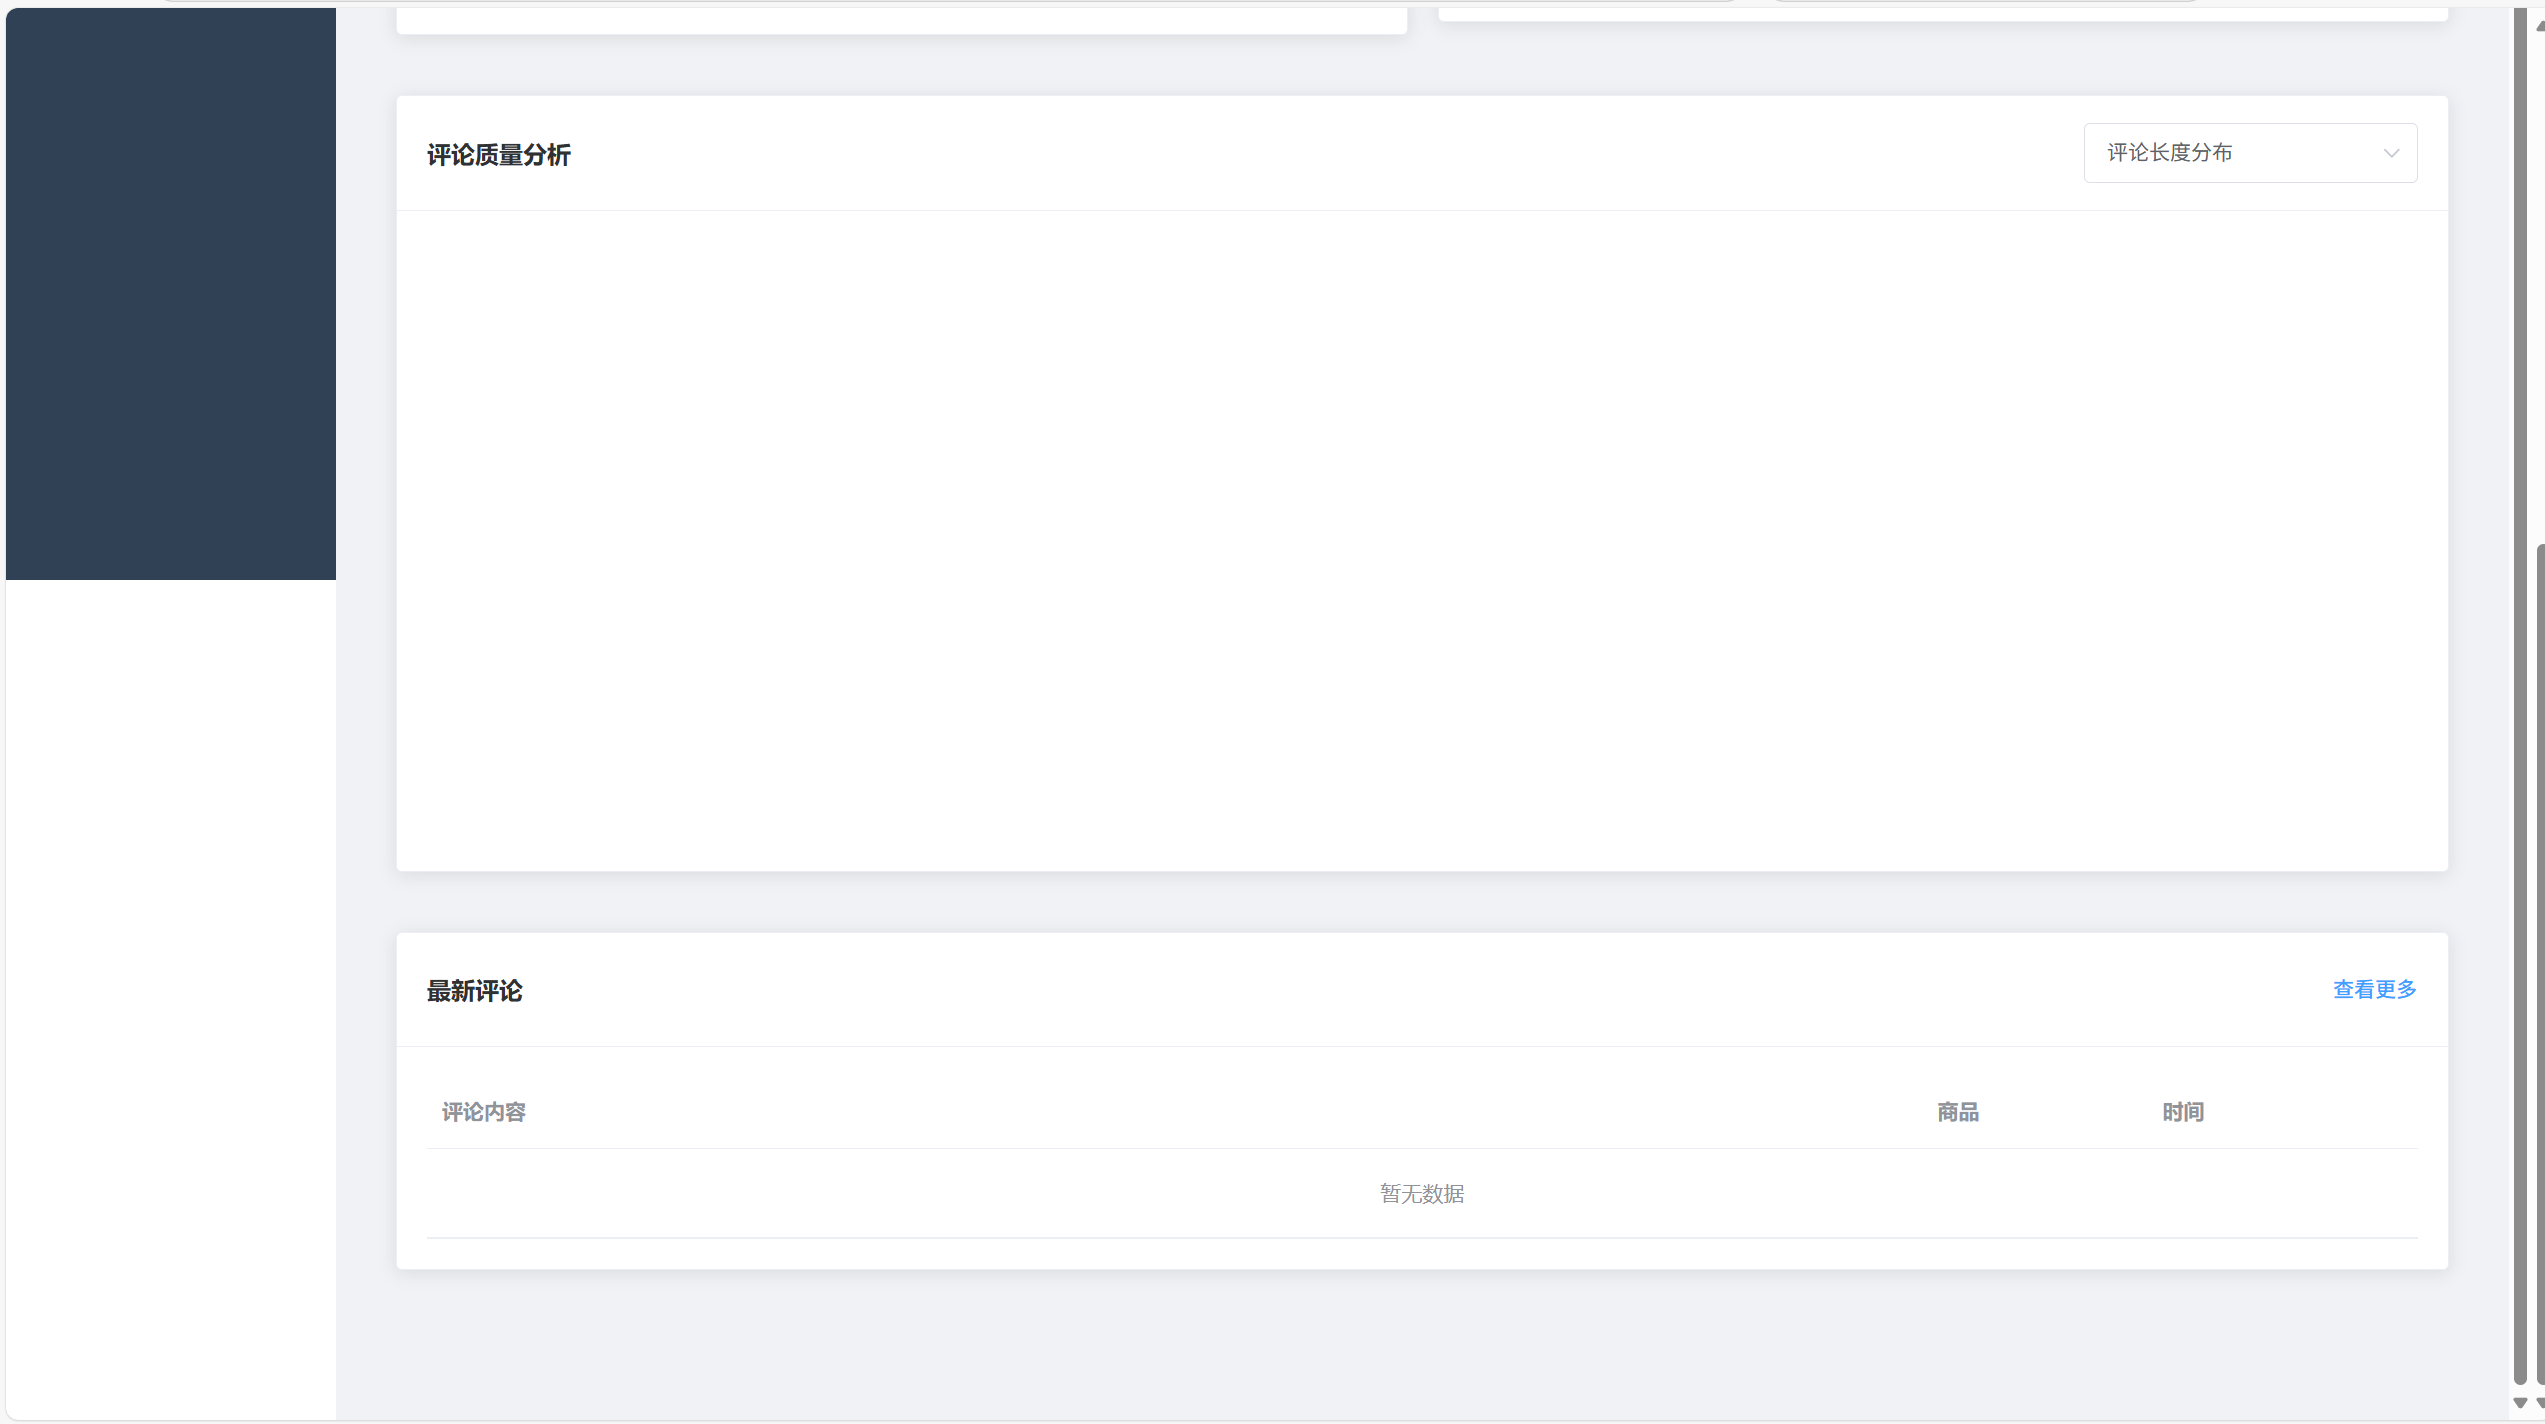 评论质量分析
评论长度分布
最新评论
查看更多
评论内容 商品 时间
暂无数据